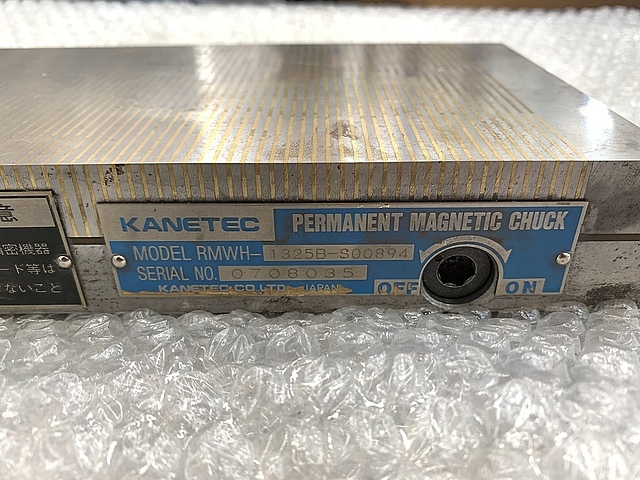 意
密機器
ード等は
ないこと
KANETEC PERMANENT MAGNETIC CHUCK
MODEL RMWH-1325B-S00894
SERIAL NO. 0708035
KANETEC CO.,LTD. JAPAN
OFF ON